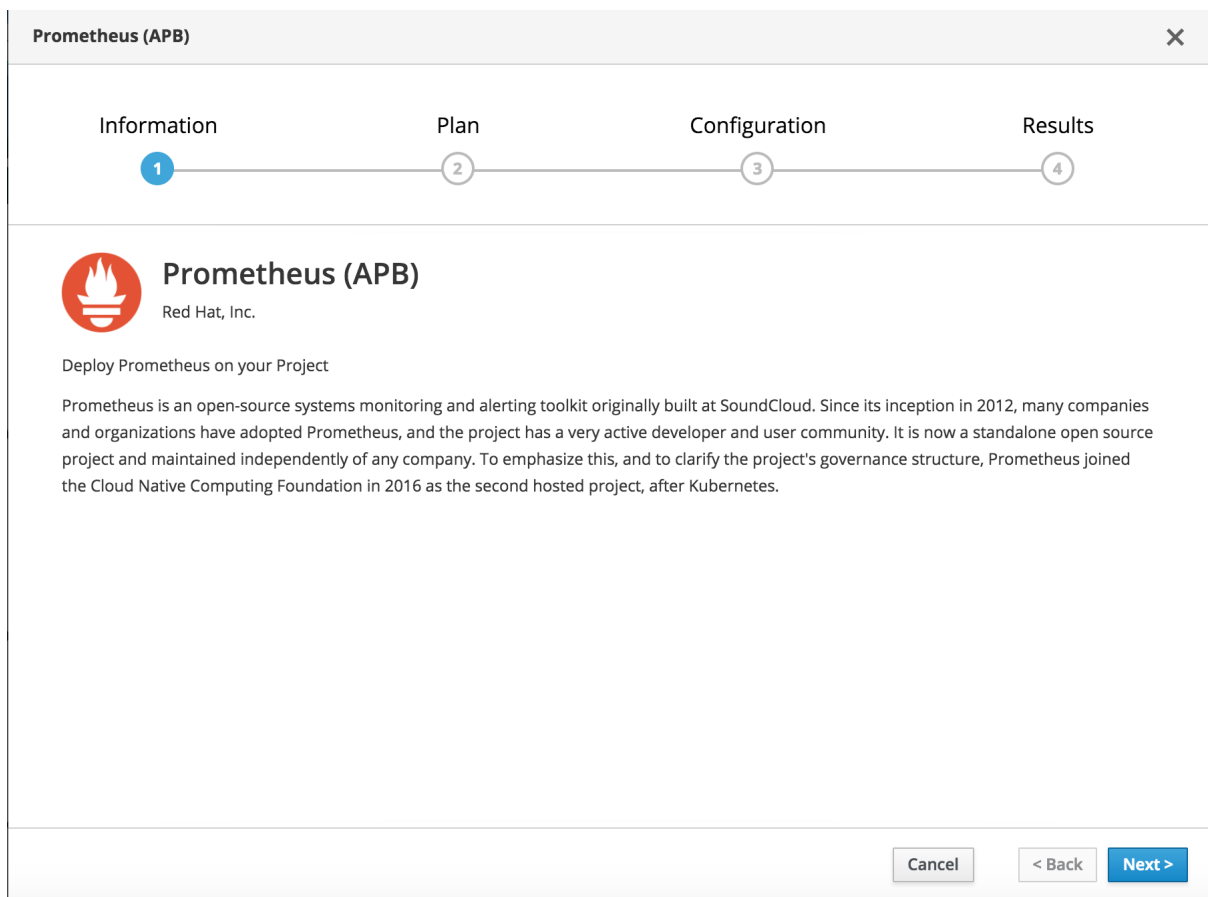 Prometheus (APB)
Information
Plan
Configuration
Results
1
2
3
4
Prometheus (APB)
Red Hat, Inc.
Deploy Prometheus on your Project
Prometheus is an open-source systems monitoring and alerting toolkit originally built at SoundCloud. Since its inception in 2012, many companies
and organizations have adopted Prometheus, and the project has a very active developer and user community. It is now a standalone open source
project and maintained independently of any company. To emphasize this, and to clarify the project's governance structure, Prometheus joined
the Cloud Native Computing Foundation in 2016 as the second hosted project, after Kubernetes.
Cancel
< Back
Next >